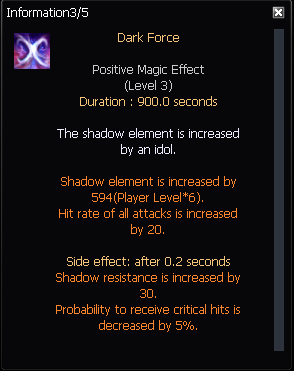 Information3/5
Dark Force
Positive Magic Effect
(Level 3)
Duration : 900.0 seconds
The shadow element is increased
by an idol.
Shadow element is increased by
594(Player Level*6).
Hit rate of all attacks is increased
by 20.
Side effect: after 0.2 seconds
Shadow resistance is increased by
30.
Probability to receive critical hits is
decreased by 5%.